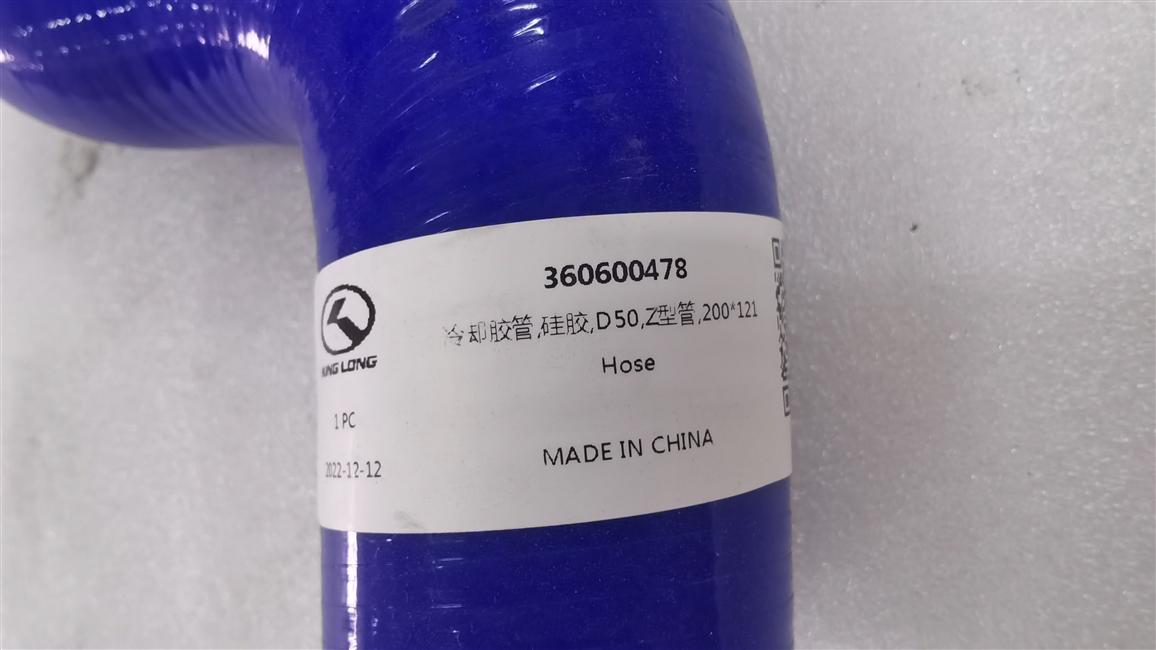 360600478
冷却胶管,硅胶,D50,Z型管,200*121
Hose
MADE IN CHINA
KING LONG
1 PC
2022-12-12